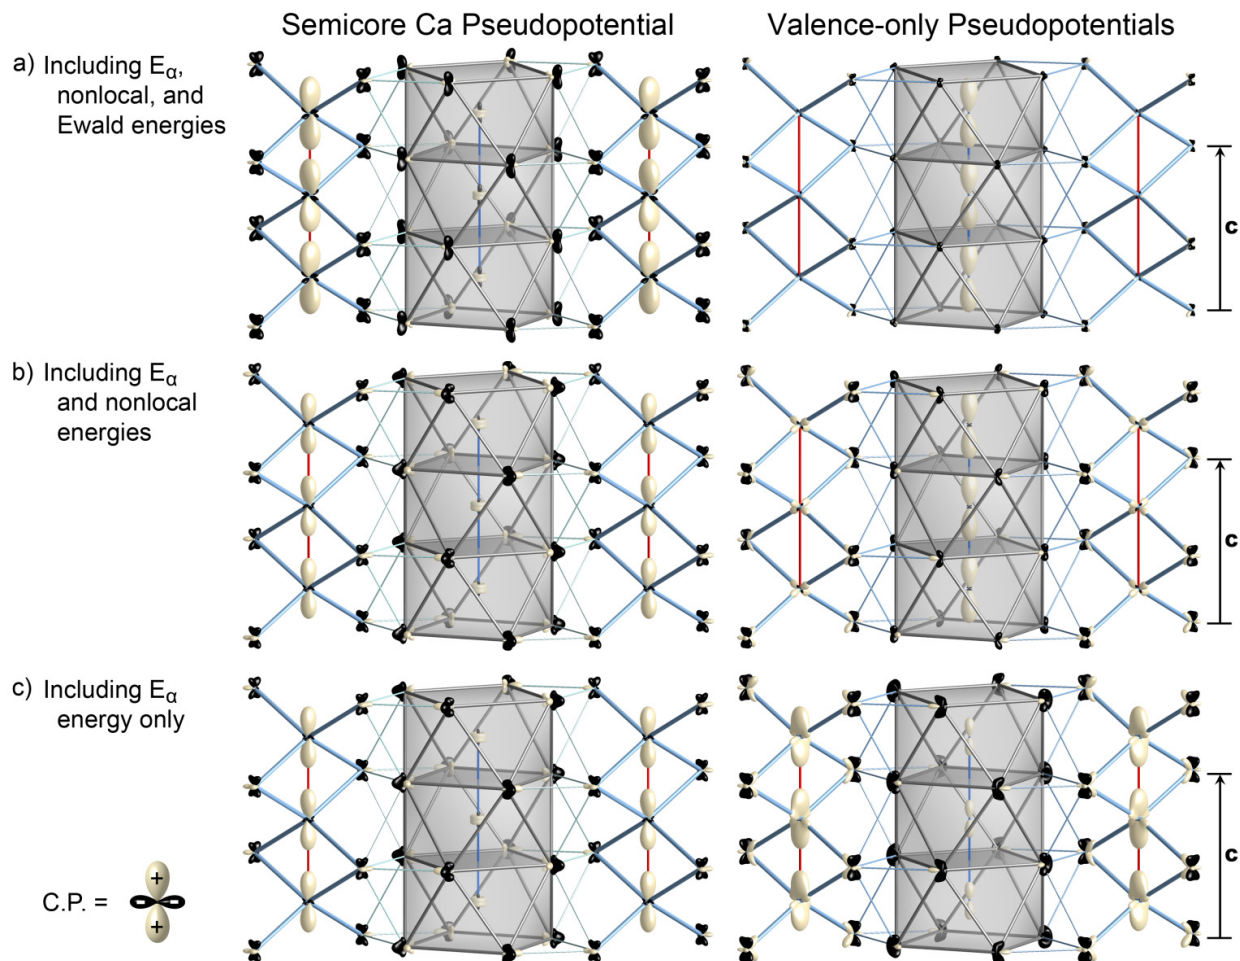 Semicore Ca Pseudopotential
Valence-only Pseudopotentials
a) Including Eα,
nonlocal, and
Ewald energies
c
b) Including Eα
and nonlocal
energies
c
c) Including Eα
energy only
c
C.P. =
+
+